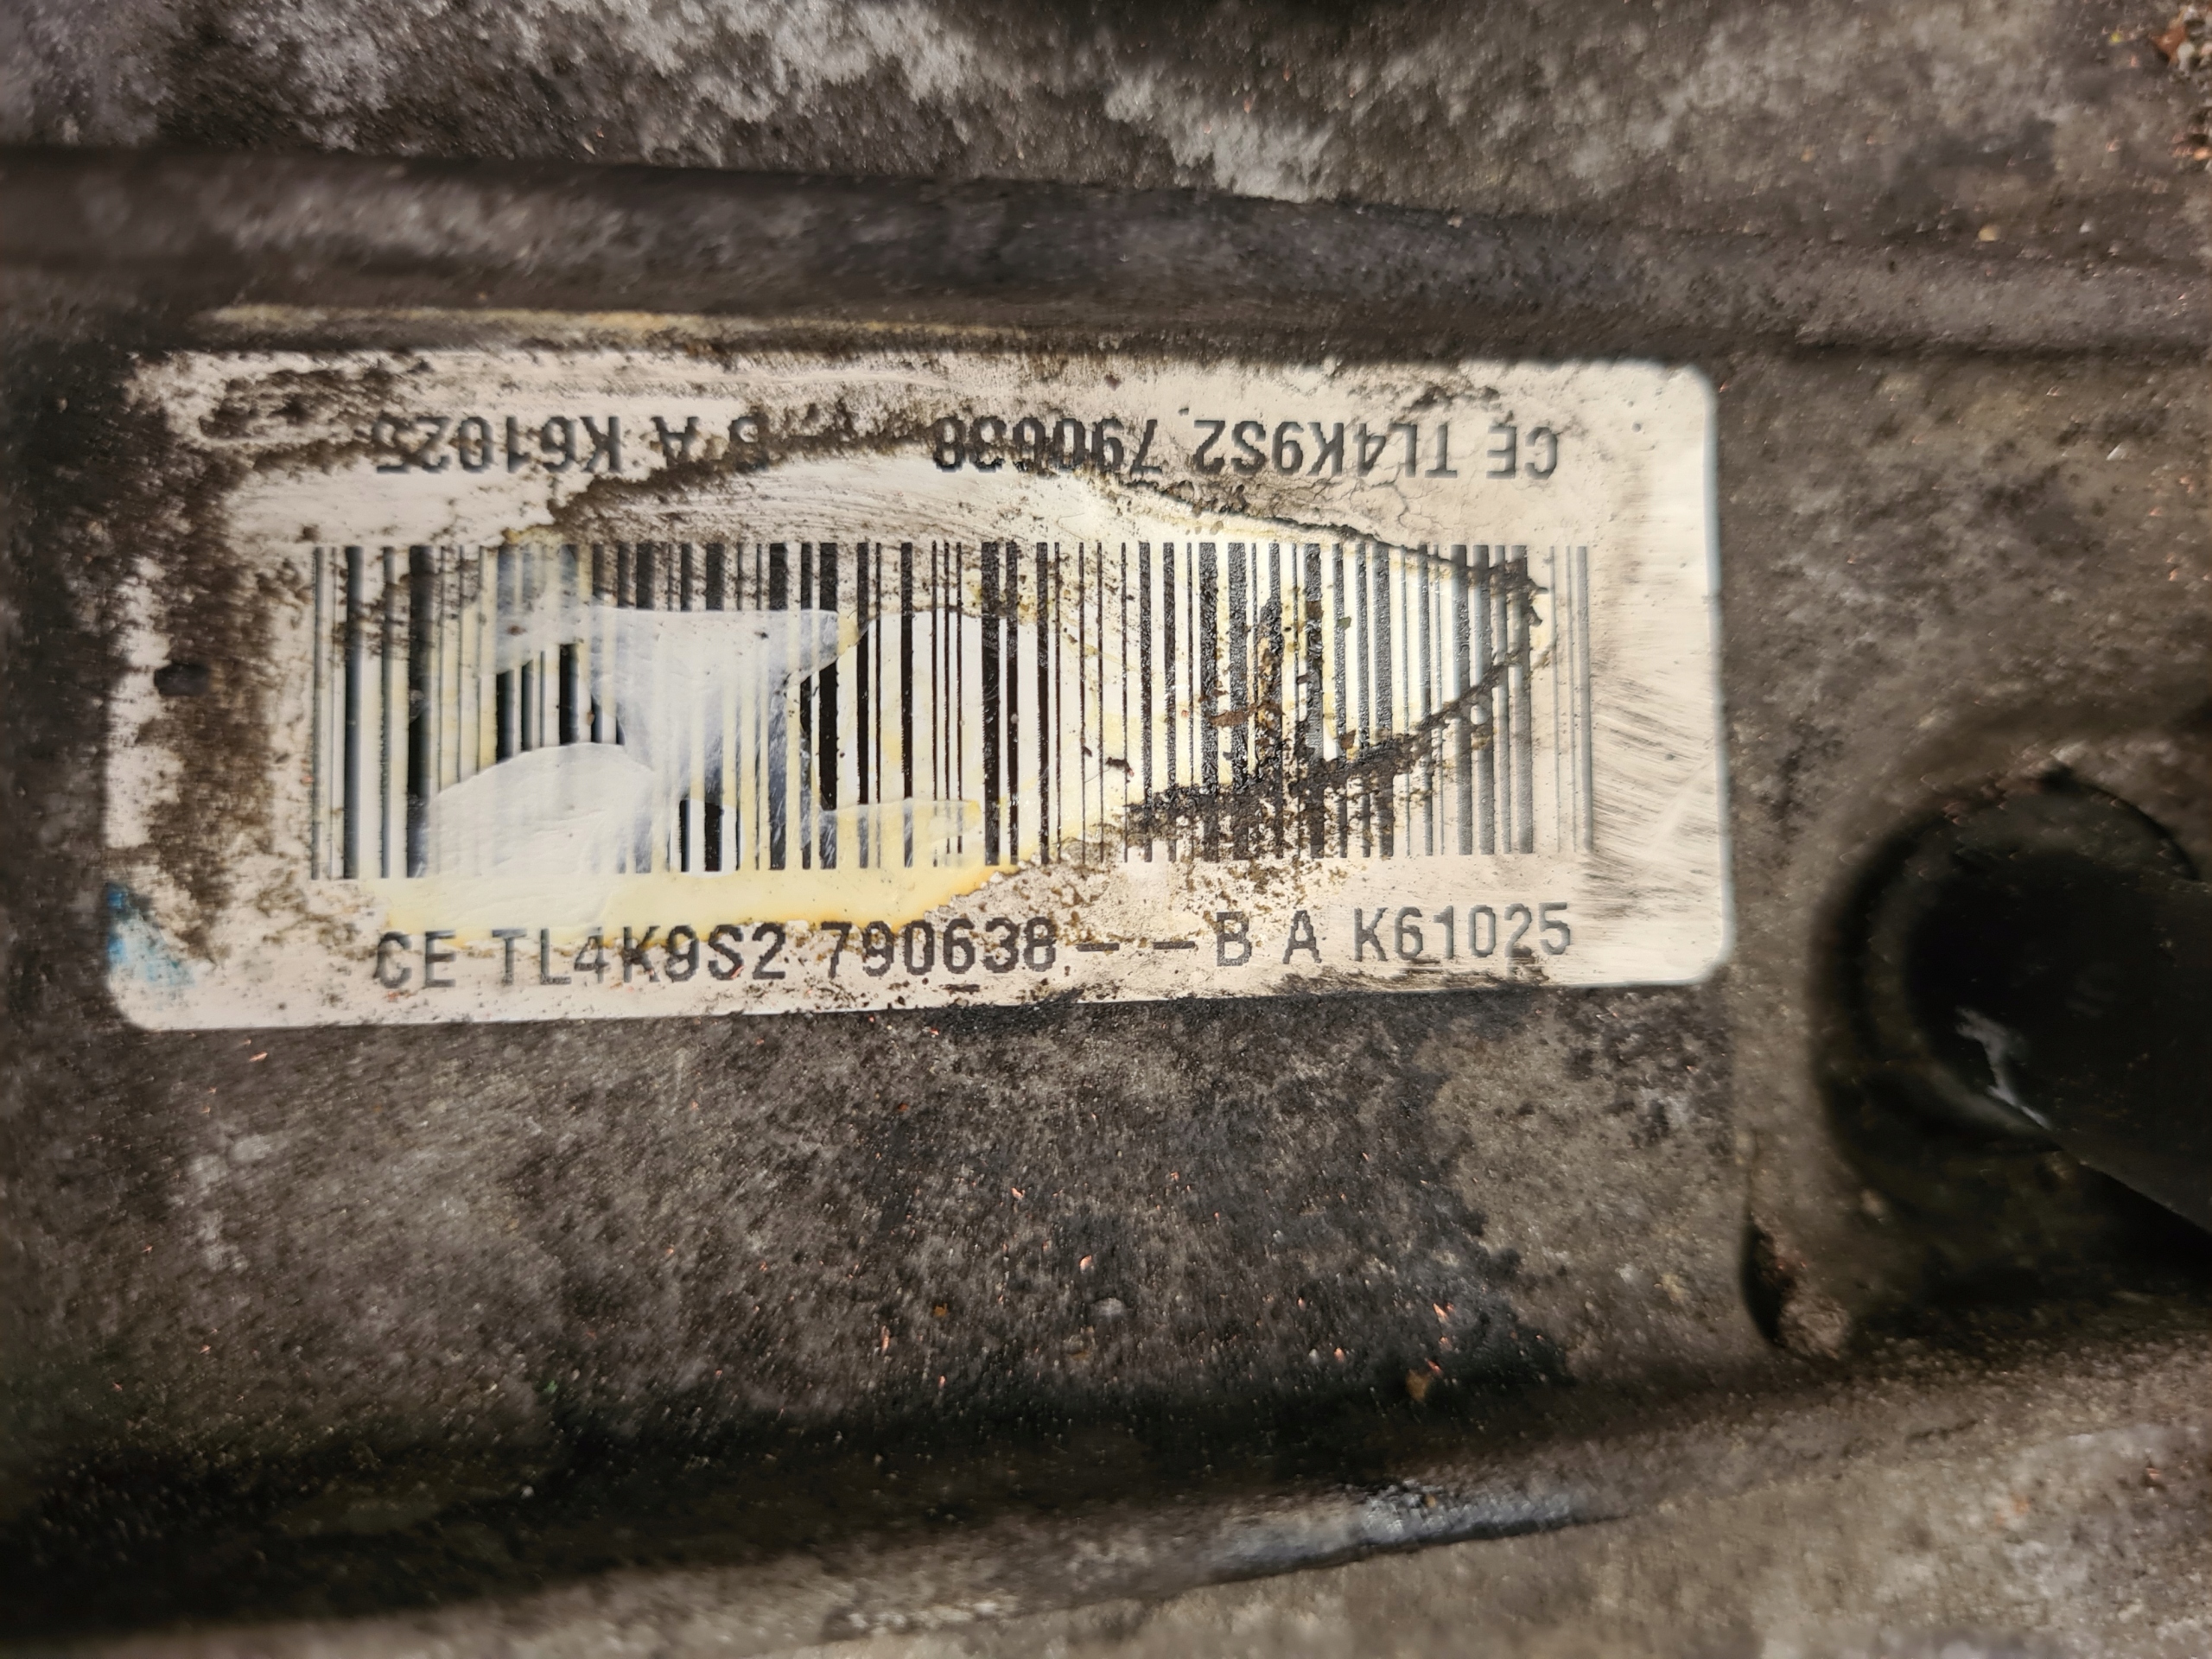 CE TL4K9S2 790638 B A K61025
CE TL4K9S2 790638--B A K61025